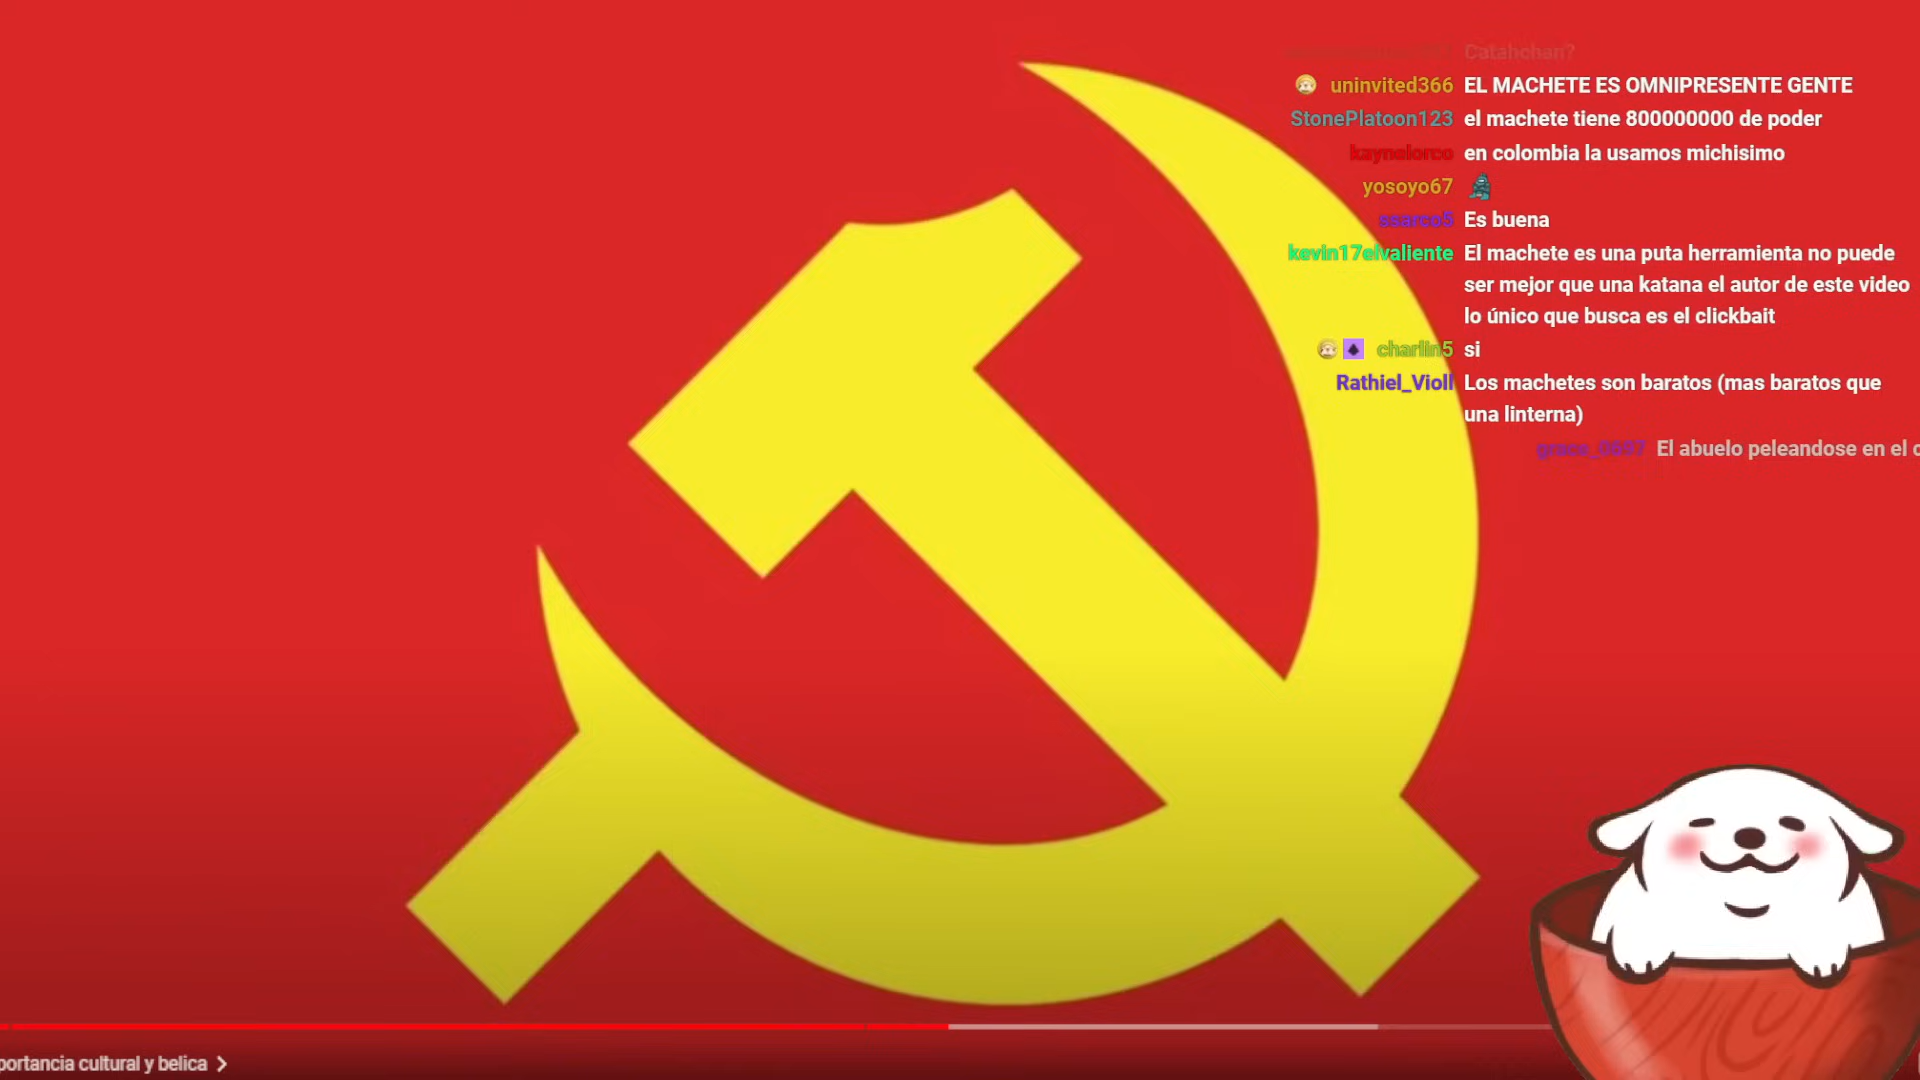 Catahchan?
uninvited366 EL MACHETE ES OMNIPRESENTE GENTE
StonePlatoon123 el machete tiene 800000000 de poder
kaynelorco en colombia la usamos michisimo
yosoyo67
ssarco5 Es buena
kevin17elvaliente El machete es una puta herramienta no puede
ser mejor que una katana el autor de este video
lo único que busca es el clickbait
charlin5 si
Rathiel_Violl Los machetes son baratos (mas baratos que
una linterna)
El abuelo peleandose en el
portancia cultural y belica